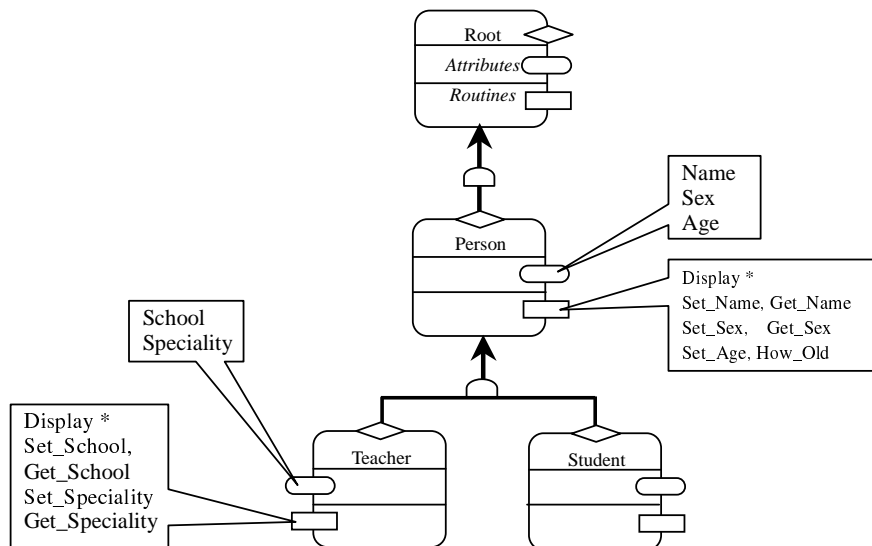 Root
Attributes
Routines
Name
Sex
Age
Person
Display *
Set_Name, Get_Name
Set_Sex, Get_Sex
Set_Age, How_Old
School
Speciality
Display *
Set_School,
Get_School
Set_Speciality
Get_Speciality
Teacher
Student